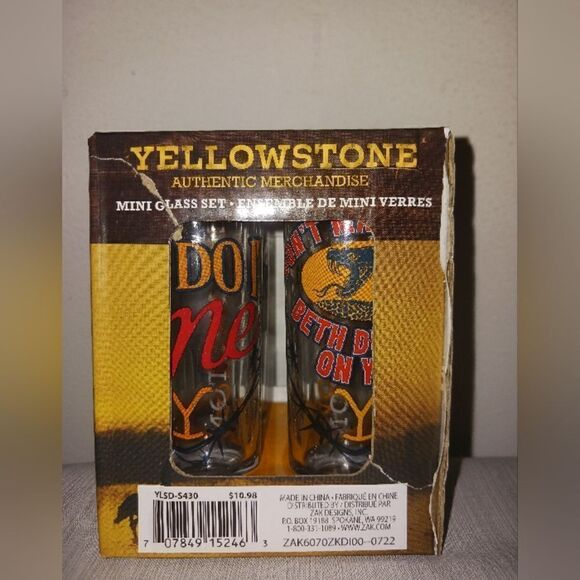 YELLOWSTONE
AUTHENTIC MERCHANDISE
MINI GLASS SET • ENSEMBLE DE MINI VERRES
DO I
ne
Y
BETH D
ON Y
Y
YLSD-S430 $10.98
7 07849 15246 3
MADE IN CHINA • FABRIQUÉ EN CHINE
DISTRIBUTED BY / DISTRIBUÉ PAR
ZAK DESIGNS, INC.
P.O. BOX 19188 SPOKANE, WA 99219
1-800-331-1089 • WWW.ZAK.COM
ZAK6070ZKDI00--0722